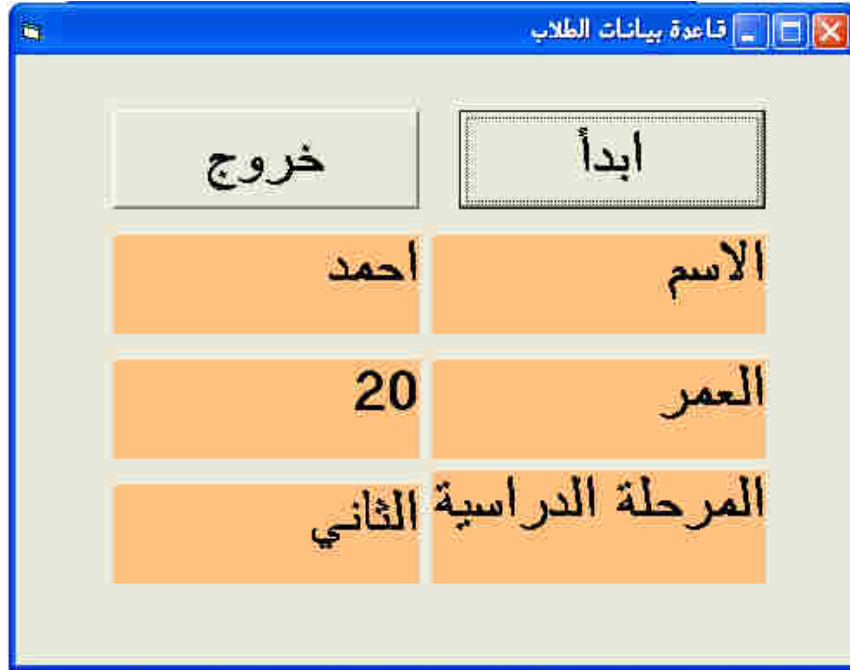 قاعدة بيانات الطلاب
ابدأ
خروج
الاسم
احمد
العمر
20
المرحلة الدراسية
الثاني